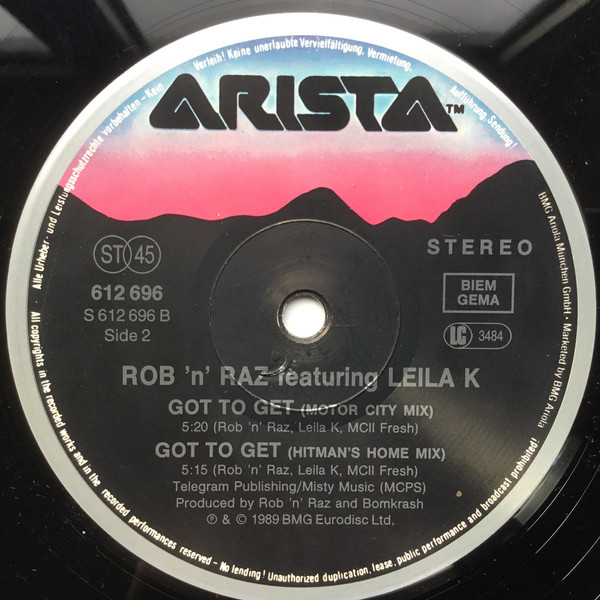 Alle Urheber- und Leistungsschutzrechte vorbehalten - Kein Verleih! Keine unerlaubte Vervielfältigung, Vermietung, Aufführung, Sendung!
ARISTA™
ST 45
STEREO
612 696
S 612 696 B
Side 2
BIEM
GEMA
LC 3484
ROB 'n' RAZ featuring LEILA K
GOT TO GET (MOTOR CITY MIX)
5:20 (Rob 'n' Raz, Leila K, MCII Fresh)
GOT TO GET (HITMAN'S HOME MIX)
5:15 (Rob 'n' Raz, Leila K, MCII Fresh)
Telegram Publishing/Misty Music (MCPS)
Produced by Rob 'n' Raz and Bomkrash
℗ & © 1989 BMG Eurodisc Ltd.
BMG Ariola München GmbH • Marketed by BMG Ariola
All copyrights in the recorded works and in the recorded performances reserved - No lending! Unauthorized duplication, lease, public performance and broadcast prohibited!